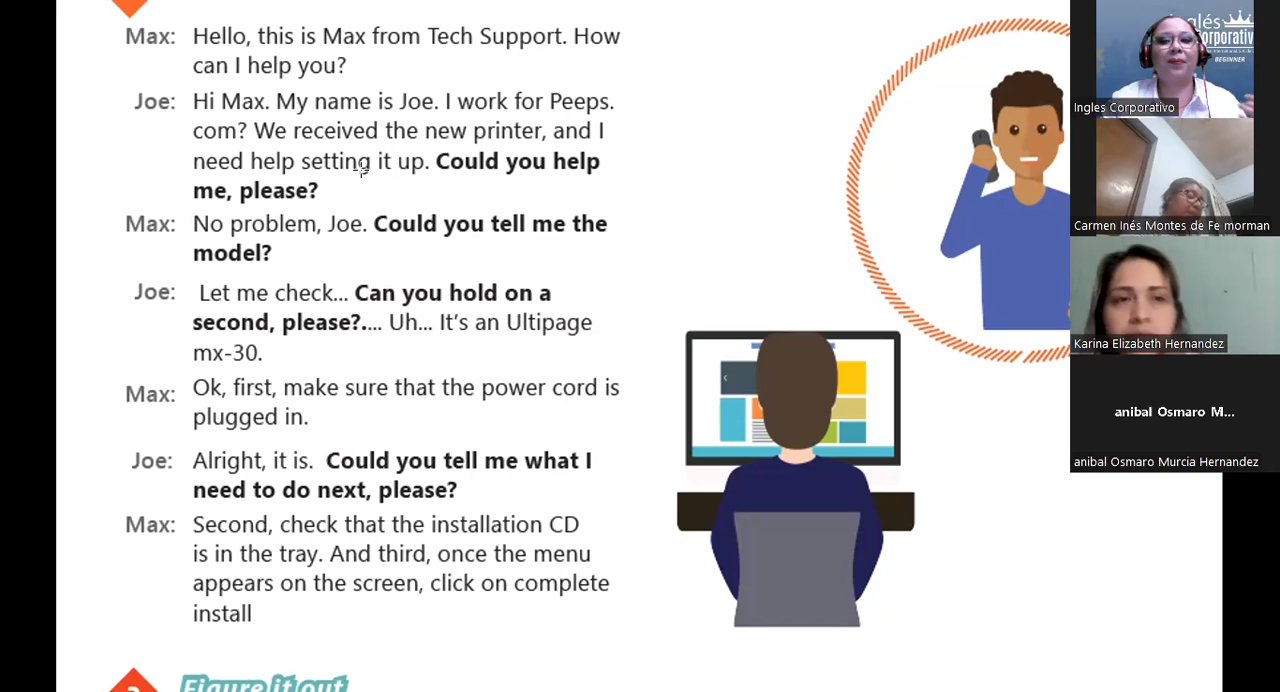 Max: Hello, this is Max from Tech Support. How
can I help you?
Joe: Hi Max. My name is Joe. I work for Peeps.
com? We received the new printer, and I
need help setting it up. Could you help
me, please?
Max: No problem, Joe. Could you tell me the
model?
Joe: Let me check... Can you hold on a
second, please?.... Uh... It's an Ultipage
mx-30.
Max: Ok, first, make sure that the power cord is
plugged in.
Joe: Alright, it is. Could you tell me what I
need to do next, please?
Max: Second, check that the installation CD
is in the tray. And third, once the menu
appears on the screen, click on complete
install
Figure it out
BEGINNER
Ingles Corporativo
Carmen Inés Montes de Fe morman
Karina Elizabeth Hernandez
anibal Osmaro M...
anibal Osmaro Murcia Hernandez